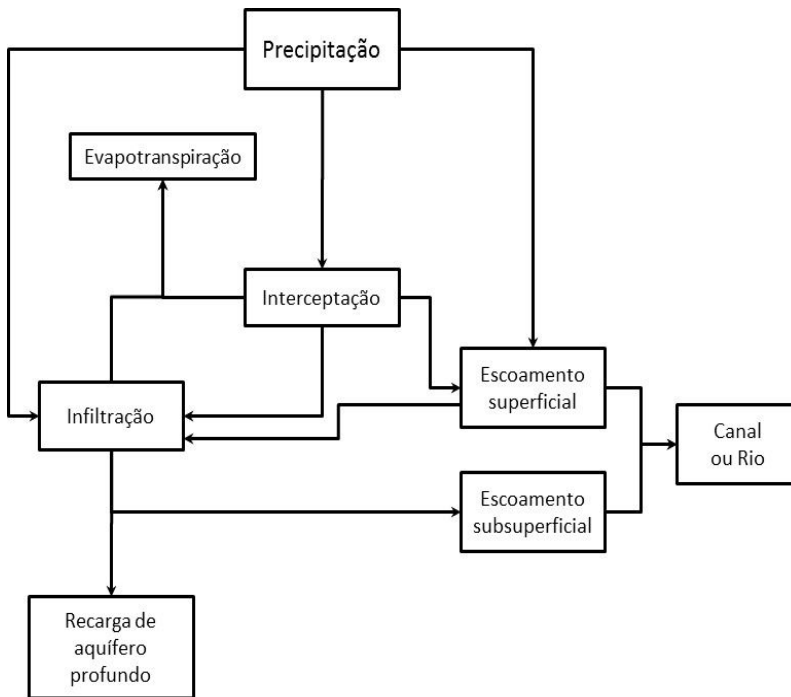 Precipitação
Evapotranspiração
Interceptação
Escoamento
superficial
Infiltração
Canal
ou Rio
Escoamento
subsuperficial
Recarga de
aquífero
profundo